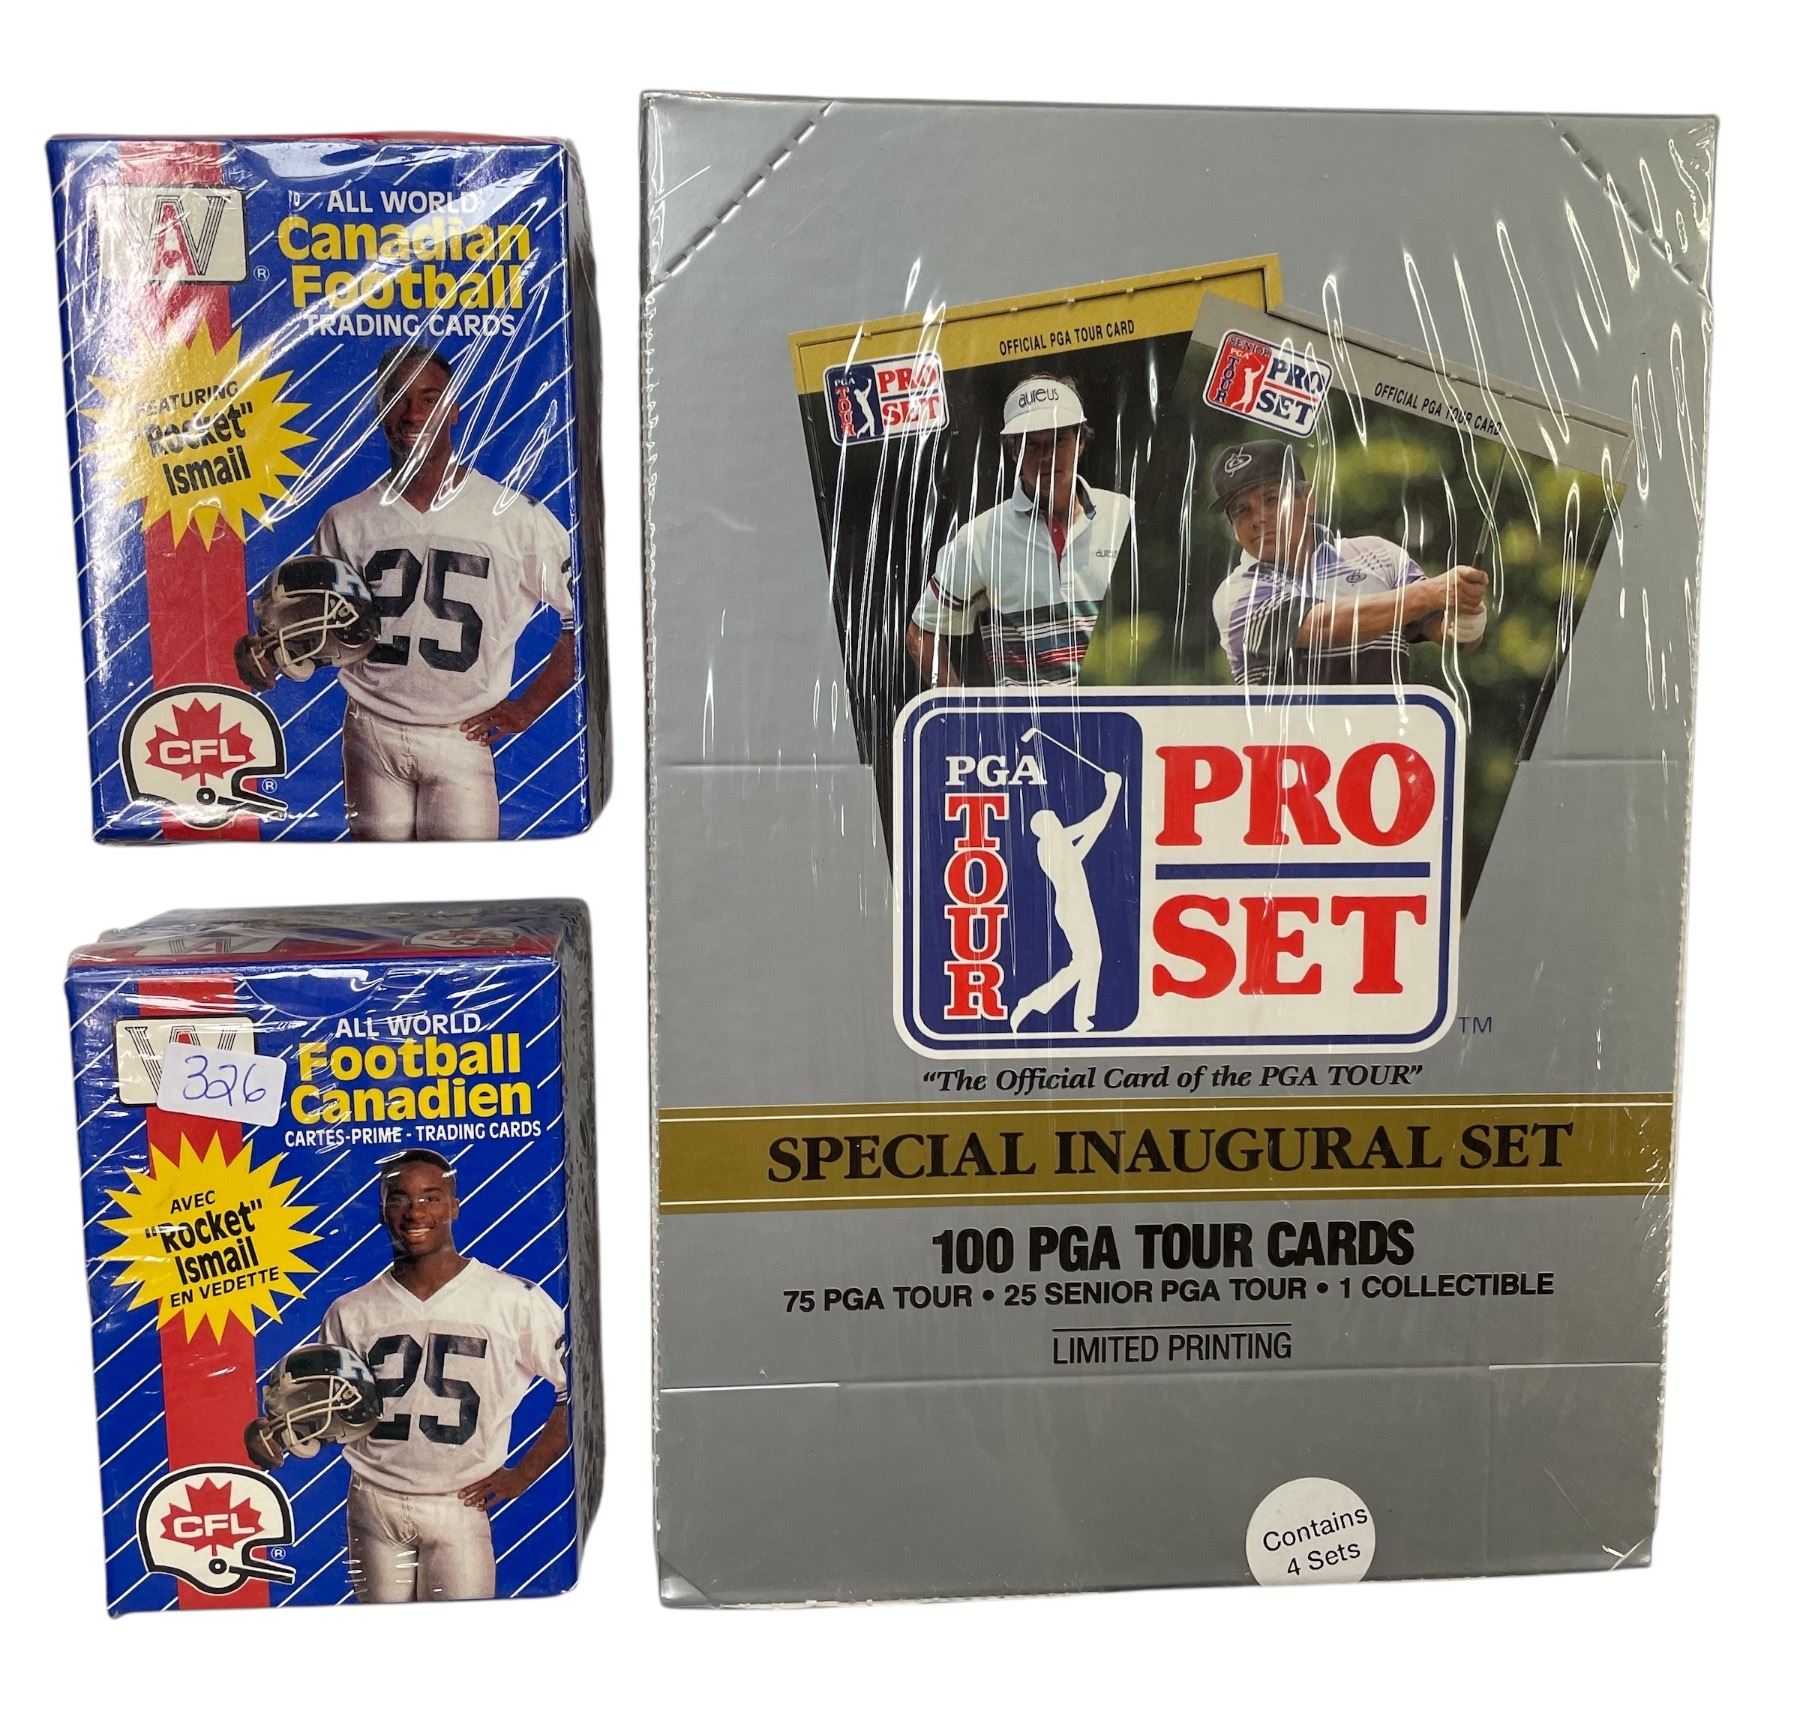 AW
®
ALL WORLD
Canadian
Football
TRADING CARDS
FEATURING
"Rocket"
Ismail
25
CFL
®
326
ALL WORLD
Football
Canadien
CARTES-PRIME - TRADING CARDS
AVEC
"Rocket"
Ismail
EN VEDETTE
25
CFL
®
OFFICIAL PGA TOUR CARD
PGA
TOUR
PRO
SET
aureus
aureus
SENIOR
PGA
TOUR
PRO
SET
OFFICIAL PGA TOUR CARD
PGA
TOUR
PRO
SET
TM
"The Official Card of the PGA TOUR"
SPECIAL INAUGURAL SET
100 PGA TOUR CARDS
75 PGA TOUR • 25 SENIOR PGA TOUR • 1 COLLECTIBLE
LIMITED PRINTING
Contains
4 Sets